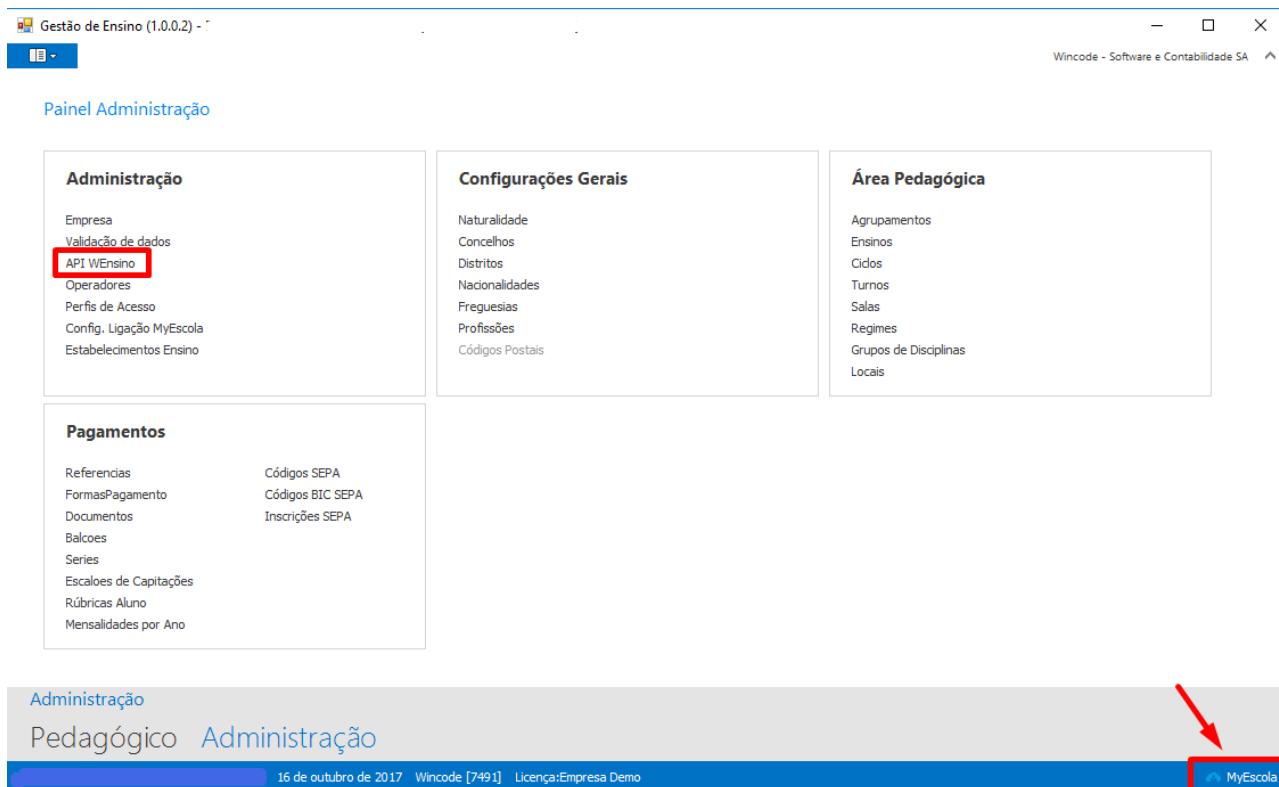 Gestão de Ensino (1.0.0.2) -
Wincode - Software e Contabilidade SA
Painel Administração
Administração
Empresa
Validação de dados
API WEnsino
Operadores
Perfis de Acesso
Config. Ligação MyEscola
Estabelecimentos Ensino
Configurações Gerais
Naturalidade
Concelhos
Distritos
Nacionalidades
Freguesias
Profissões
Códigos Postais
Área Pedagógica
Agrupamentos
Ensinos
Ciclos
Turnos
Salas
Regimes
Grupos de Disciplinas
Locais
Pagamentos
Referencias
FormasPagamento
Documentos
Balcoes
Series
Escaloes de Capitações
Rúbricas Aluno
Mensalidades por Ano
Códigos SEPA
Códigos BIC SEPA
Inscrições SEPA
Administração
Pedagógico Administração
16 de outubro de 2017 Wincode [7491] Licença:Empresa Demo MyEscola